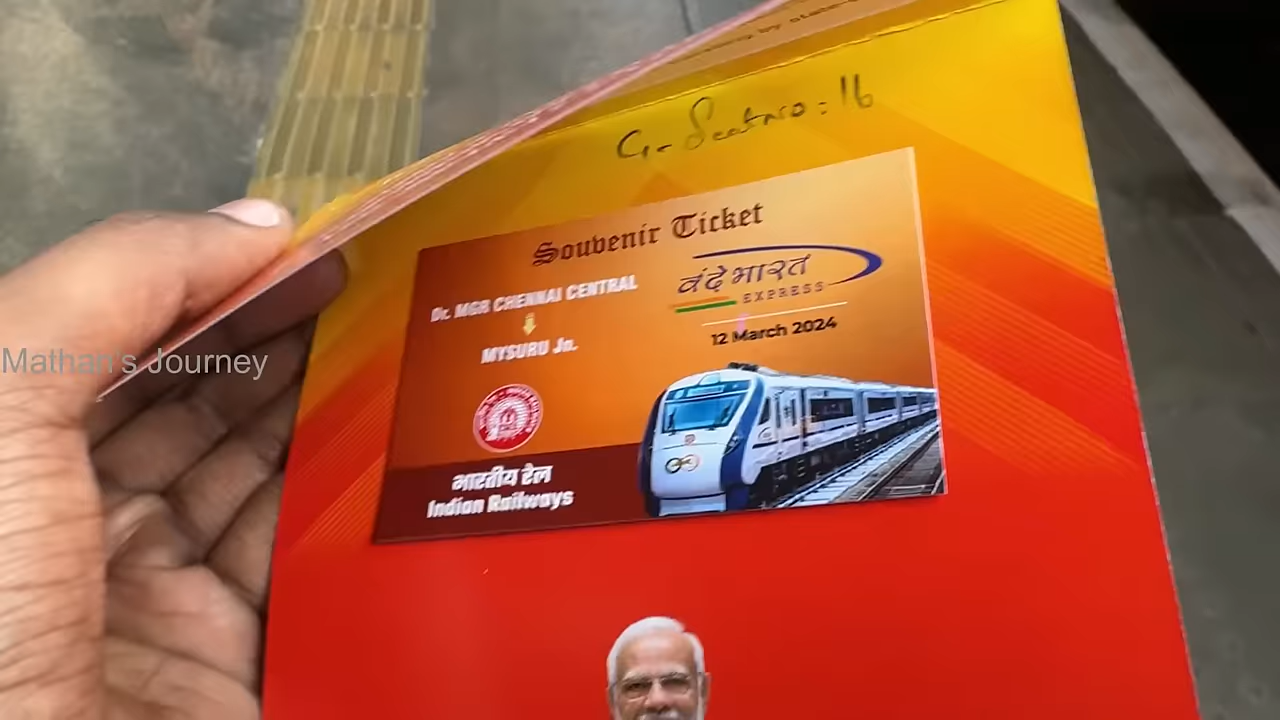 G- Seat no: 16
Souvenir Ticket
Dr. MGR CHENNAI CENTRAL
MYSURU Jn.
वंदे भारत
EXPRESS
12 March 2024
भारतीय रेल
Indian Railways
Mathan's Journey